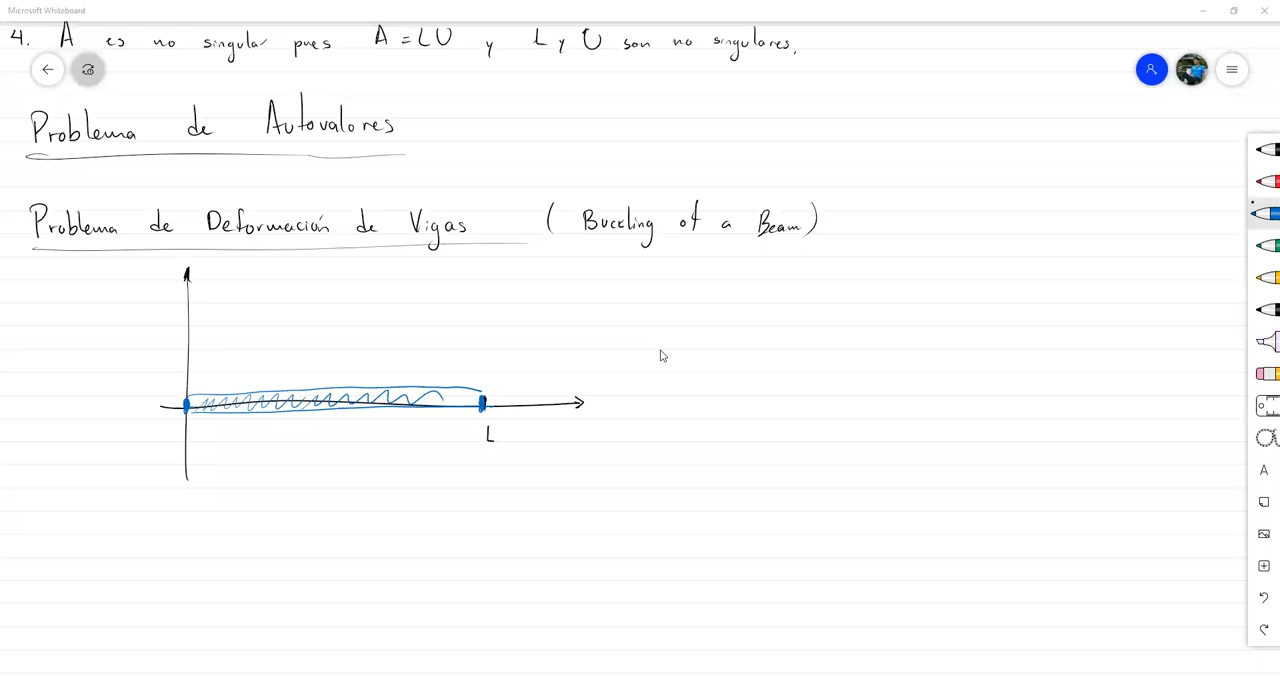 Microsoft Whiteboard
4. A es no singular pues A = LU y L y U son no singulares.
Problema de Autovalores
Problema de Deformación de Vigas (Buckling of a Beam)
L
A